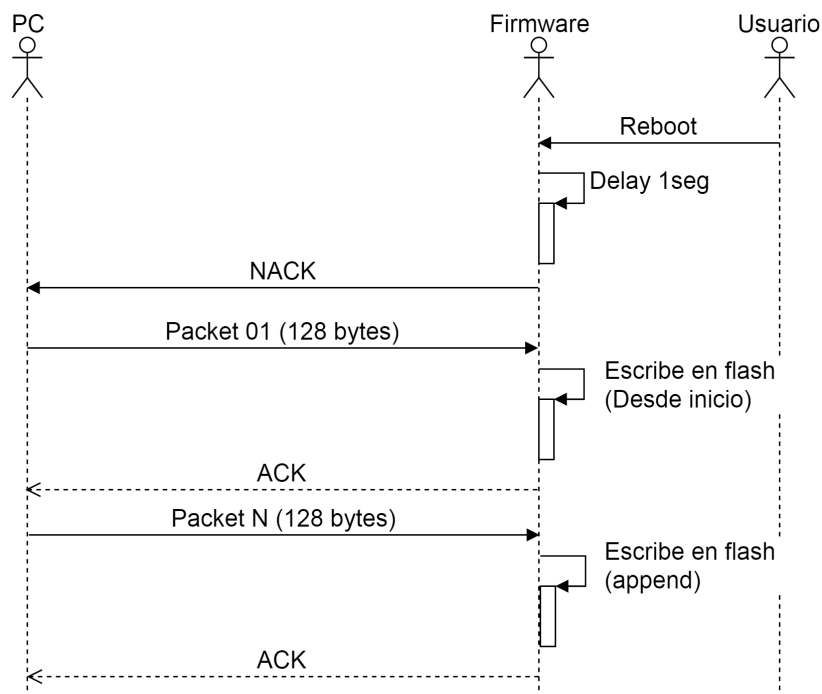 PC
Firmware
Usuario
Reboot
Delay 1seg
NACK
Packet 01 (128 bytes)
Escribe en flash
(Desde inicio)
ACK
Packet N (128 bytes)
Escribe en flash
(append)
ACK